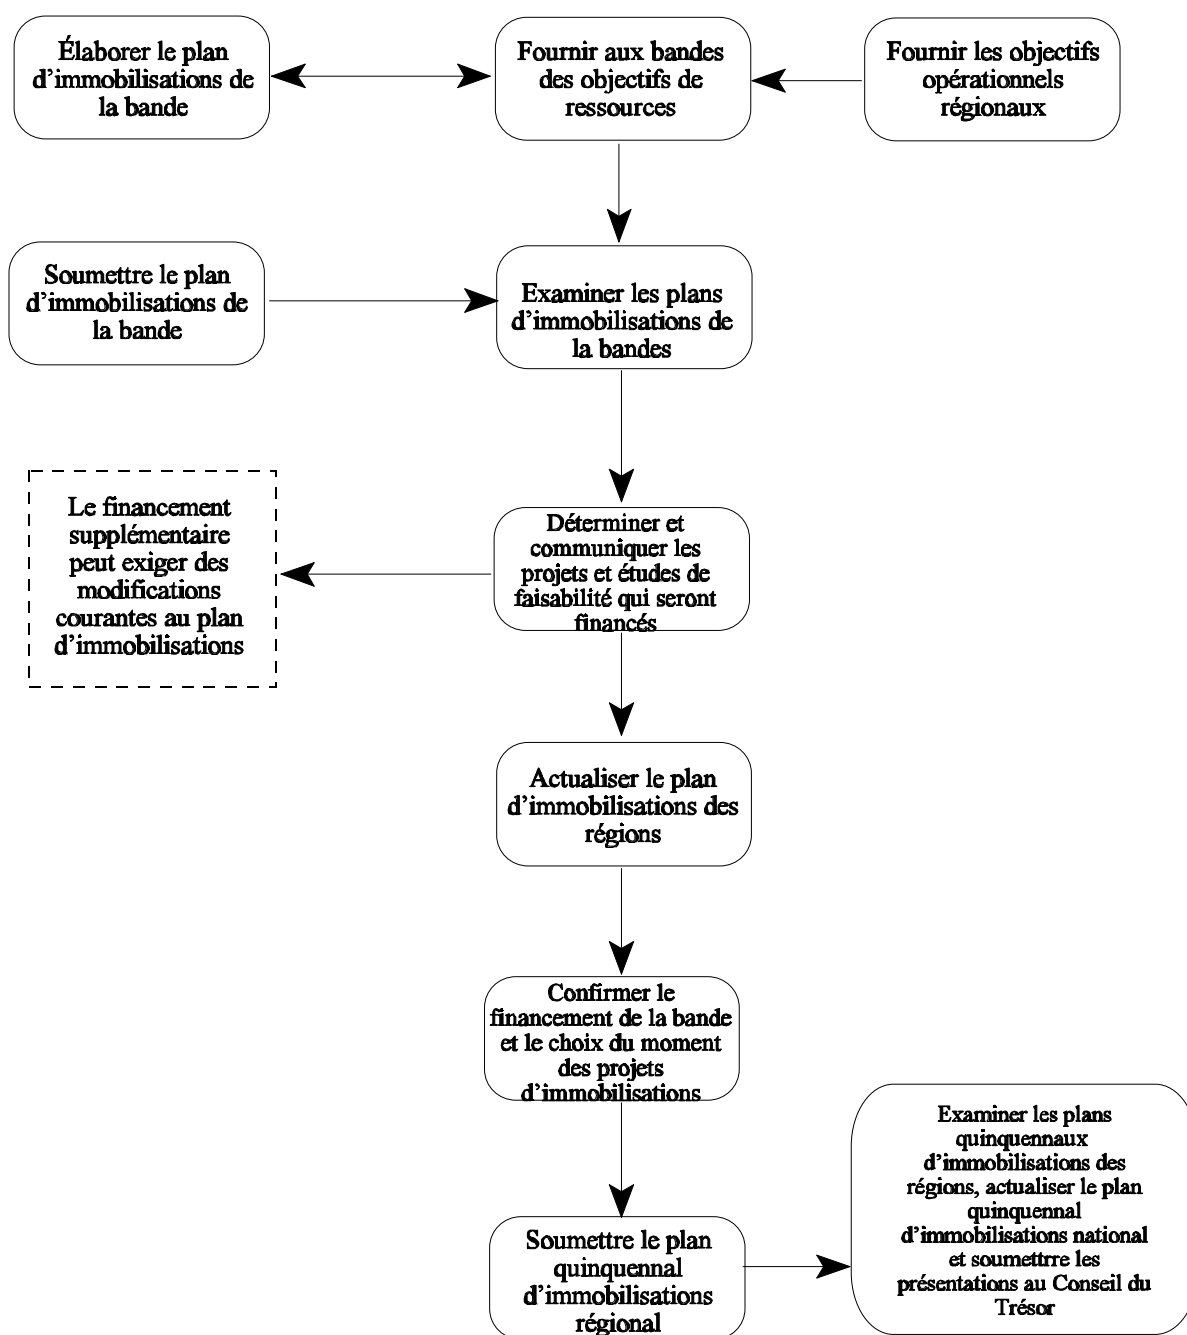 Élaborer le plan
d'immobilisations de
la bande
Fournir aux bandes
des objectifs de
ressources
Fournir les objectifs
opérationnels
régionaux
Soumettre le plan
d'immobilisations de
la bande
Examiner les plans
d'immobilisations de
la bandes
Le financement
supplémentaire
peut exiger des
modifications
courantes au plan
d'immobilisations
Déterminer et
communiquer les
projets et études de
faisabilité qui seront
financés
Actualiser le plan
d'immobilisations des
régions
Confirmer le
financement de la bande
et le choix du moment
des projets
d'immobilisations
Soumettre le plan
quinquennal
d'immobilisations
régional
Examiner les plans
quinquennaux
d'immobilisations des
régions, actualiser le plan
quinquennal
d'immobilisations national
et soumettrre les
présentations au Conseil du
Trésor